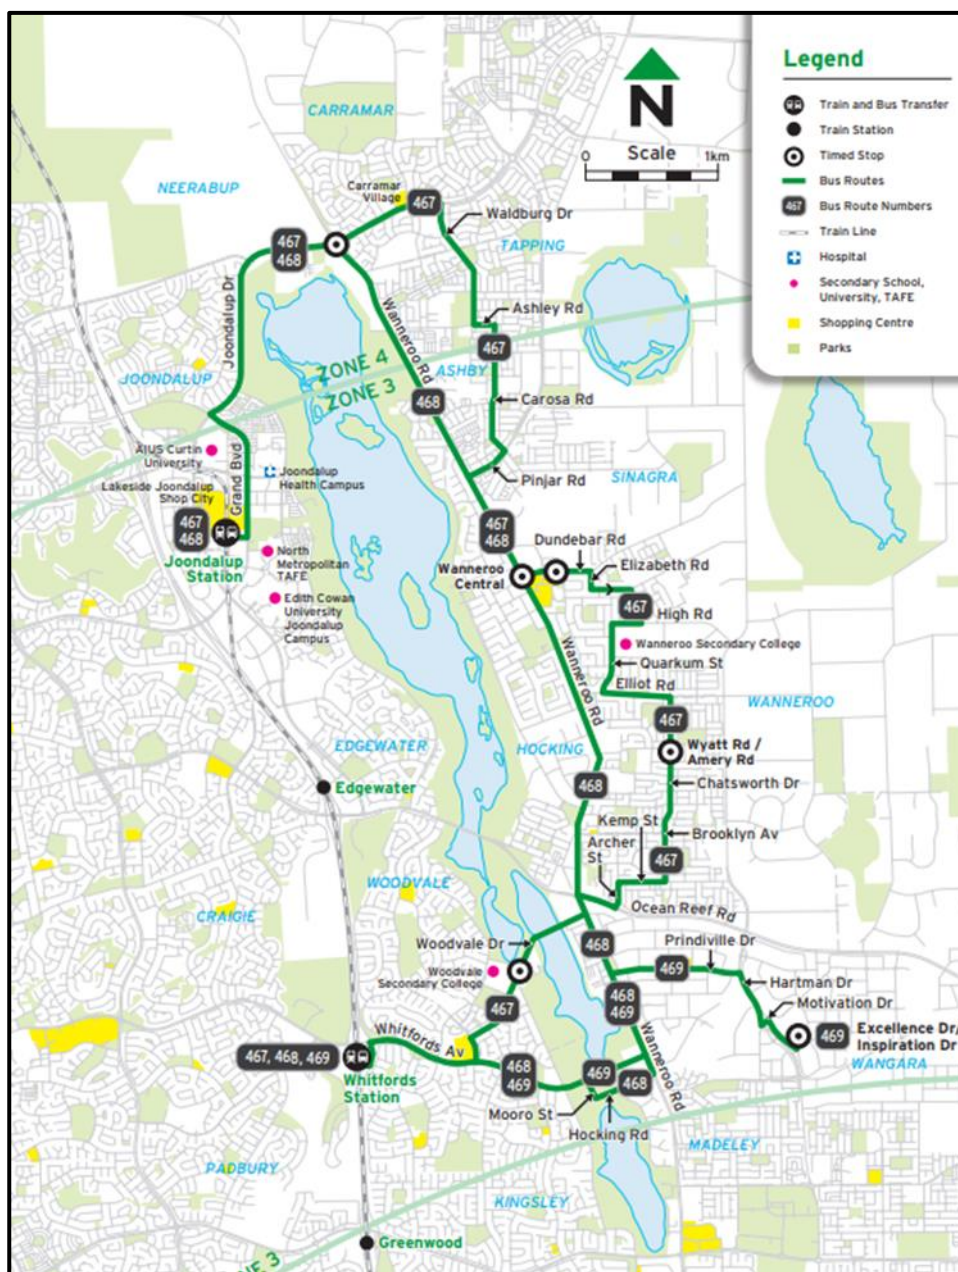 Legend
Train and Bus Transfer
Train Station
Timed Stop
Bus Routes
467
Bus Route Numbers
Train Line
Hospital
Secondary School,
University, TAFE
Shopping Centre
Parks
N
Scale
0
1km
CARRAMAR
NEERABUP
Carramar
Village
467
Waldburg Dr
TAPPING
467
468
Joondalup Dr
Wanneroo Rd
Ashley Rd
467
ZONE 4
ZONE 3
ASHBY
JOONDALUP
468
Carosa Rd
AIUS Curtin
University
Grand Bvd
Joondalup
Health Campus
Lakeside Joondalup
Shop City
Pinjar Rd
SINAGRA
467
468
Joondalup
Station
467
468
Dundebar Rd
North
Metropolitan
TAFE
Wanneroo
Central
Elizabeth Rd
Edith Cowan
University
Joondalup
Campus
467
High Rd
Wanneroo Secondary College
Quarkum St
Elliot Rd
Wanneroo Rd
WANNEROO
467
EDGEWATER
HOCKING
Wyatt Rd /
Amery Rd
Edgewater
468
Chatsworth Dr
Kemp St
Archer
St
Brooklyn Av
467
WOODVALE
CRAIGIE
Ocean Reef Rd
Woodvale Dr
468
Prindiville Dr
Woodvale
Secondary College
469
Hartman Dr
467
468
469
Motivation Dr
Whitfords Av
Wanneroo Rd
469
Excellence Dr/
Inspiration Dr
467, 468, 469
WANGARA
Whitfords
Station
468
469
469
468
Mooro St
Hocking Rd
MADELEY
PADBURY
KINGSLEY
Greenwood
NE 3